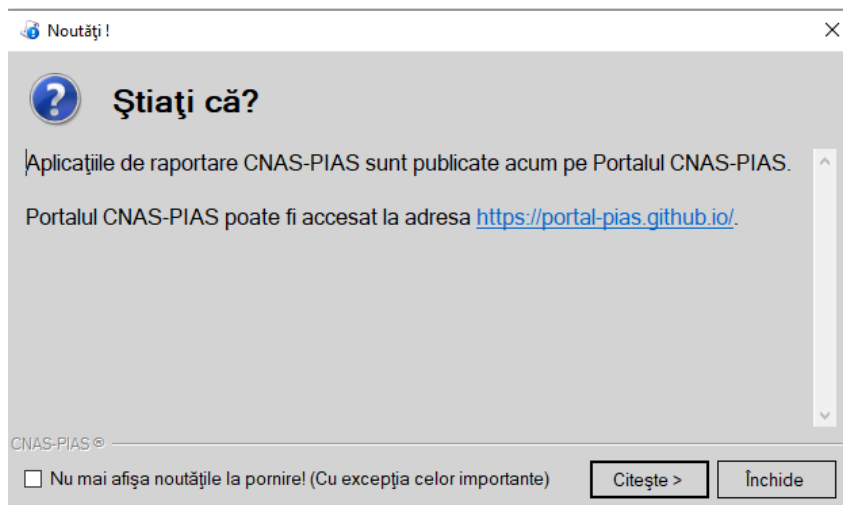 Noutăţi !
Ştiaţi că?
Aplicaţiile de raportare CNAS-PIAS sunt publicate acum pe Portalul CNAS-PIAS.
Portalul CNAS-PIAS poate fi accesat la adresa https://portal-pias.github.io/.
CNAS-PIAS ®
Nu mai afişa noutăţile la pornire! (Cu excepţia celor importante)
Citeşte >
Închide